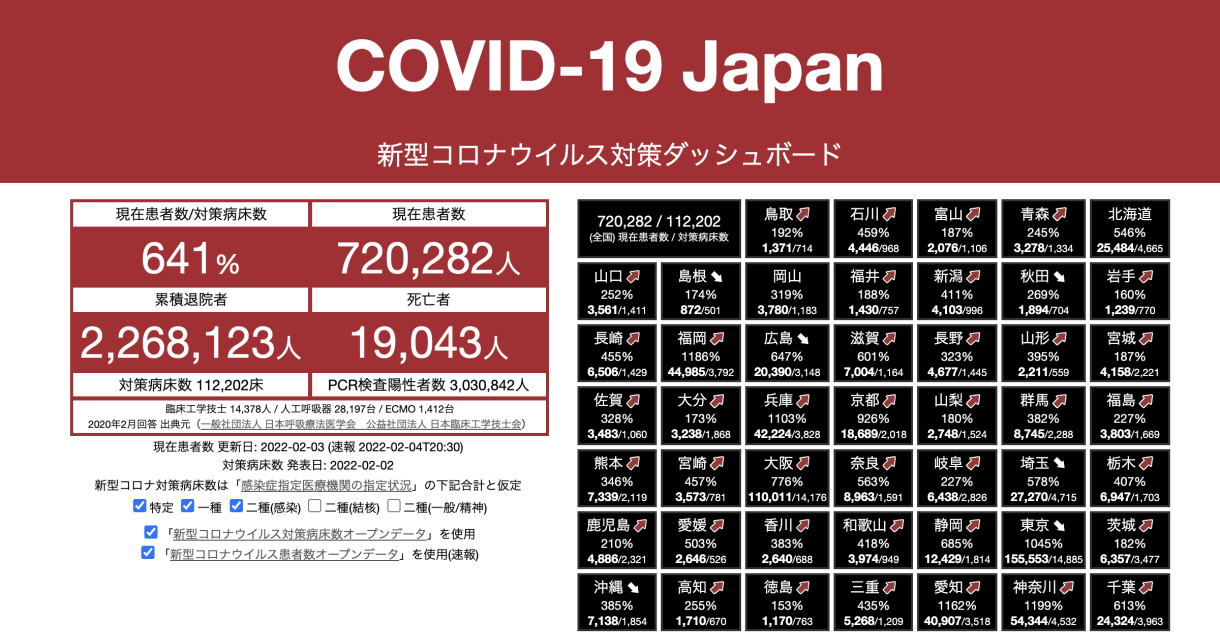 COVID-19 Japan
新型コロナウイルス対策ダッシュボード
現在患者数/対策病床数
現在患者数
641%
720,282人
累積退院者
死亡者
2,268,123人
19,043人
対策病床数 112,202床
PCR検査陽性者数 3,030,842人
臨床工学技士 14,378人 / 人工呼吸器 28,197台 / ECMO 1,412台
2020年2月回答 出典元（一般社団法人 日本呼吸療法医学会　公益社団法人 日本臨床工学技士会）
現在患者数 更新日: 2022-02-03 (速報 2022-02-04T20:30)
対策病床数 発表日: 2022-02-02
新型コロナ対策病床数は「感染症指定医療機関の指定状況」の下記合計と仮定
特定 一種 二種(感染) 二種(結核) 二種(一般/精神)
「新型コロナウイルス対策病床数オープンデータ」を使用
「新型コロナウイルス患者数オープンデータ」を使用(速報)
720,282 / 112,202
(全国) 現在患者数 / 対策病床数
鳥取
192%
1,371/714
石川
459%
4,446/968
富山
187%
2,076/1,106
青森
245%
3,278/1,334
北海道
546%
25,484/4,665
山口
252%
3,561/1,411
島根
174%
872/501
岡山
319%
3,780/1,183
福井
188%
1,430/757
新潟
411%
4,103/996
秋田
269%
1,894/704
岩手
160%
1,239/770
長崎
455%
6,506/1,429
福岡
1186%
44,985/3,792
広島
647%
20,390/3,148
滋賀
601%
7,004/1,164
長野
323%
4,677/1,445
山形
395%
2,211/559
宮城
187%
4,158/2,221
佐賀
328%
3,483/1,060
大分
173%
3,238/1,868
兵庫
1103%
42,224/3,828
京都
926%
18,689/2,018
山梨
180%
2,748/1,524
群馬
382%
8,745/2,288
福島
227%
3,803/1,669
熊本
346%
7,339/2,119
宮崎
457%
3,573/781
大阪
776%
110,011/14,176
奈良
563%
8,963/1,591
岐阜
227%
6,438/2,826
埼玉
578%
27,270/4,715
栃木
407%
6,947/1,703
鹿児島
210%
4,886/2,321
愛媛
503%
2,646/526
香川
383%
2,640/688
和歌山
418%
3,974/949
静岡
685%
12,429/1,814
東京
1045%
155,553/14,885
茨城
182%
6,357/3,477
沖縄
385%
7,138/1,854
高知
255%
1,710/670
徳島
153%
1,170/763
三重
435%
5,268/1,209
愛知
1162%
40,907/3,518
神奈川
1199%
54,344/4,532
千葉
613%
24,324/3,963